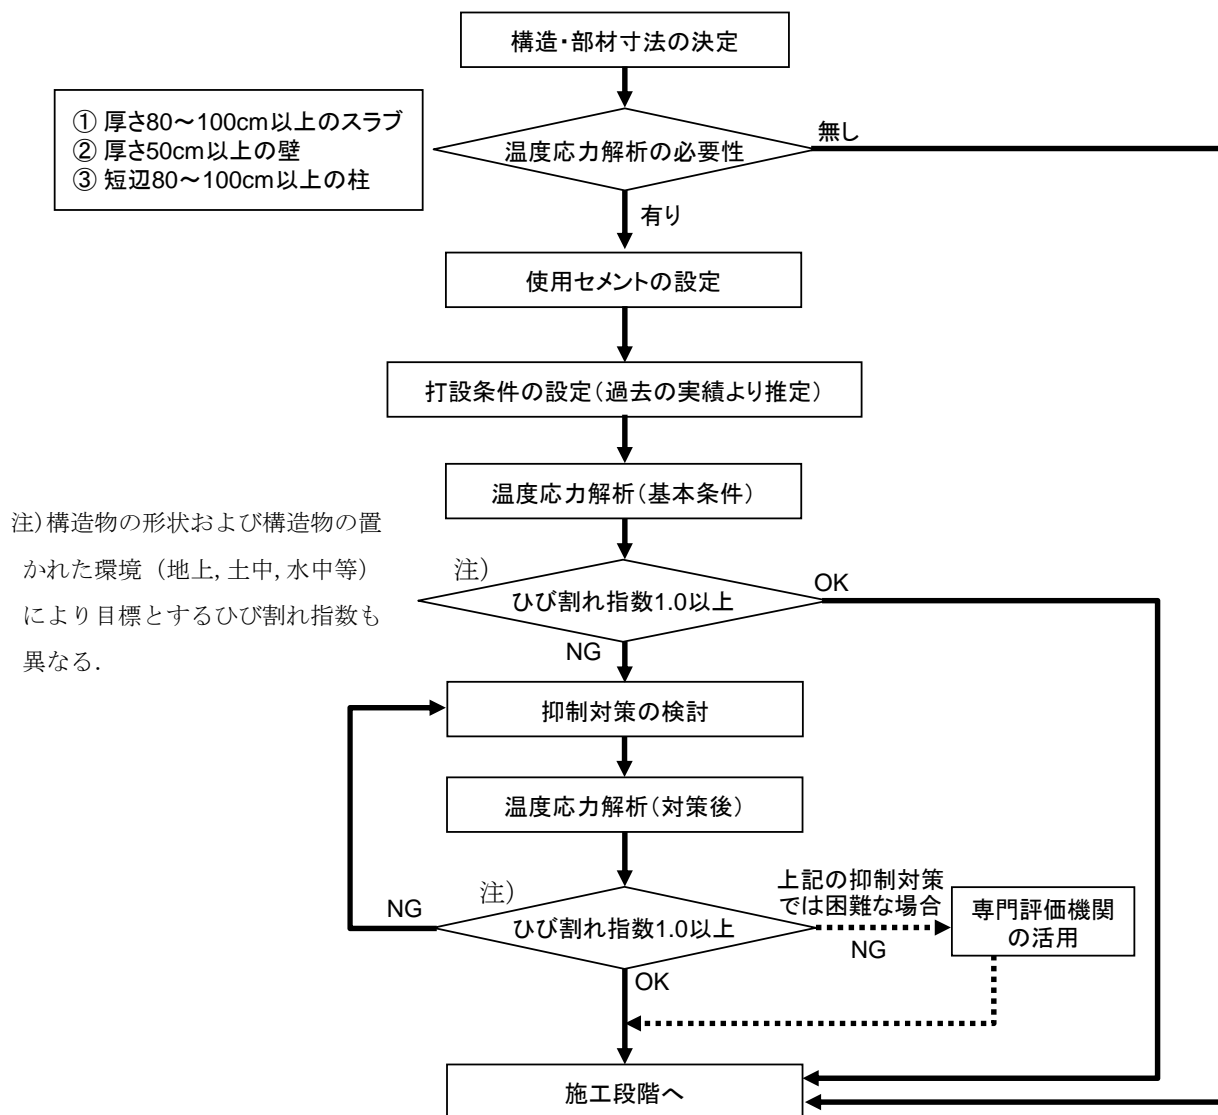 構造・部材寸法の決定
① 厚さ80～100cm以上のスラブ
② 厚さ50cm以上の壁
③ 短辺80～100cm以上の柱
温度応力解析の必要性
無し
有り
使用セメントの設定
打設条件の設定（過去の実績より推定）
温度応力解析（基本条件）
注）構造物の形状および構造物の置
かれた環境（地上,土中,水中等）
により目標とするひび割れ指数も
異なる.
注）
ひび割れ指数1.0以上
OK
NG
抑制対策の検討
温度応力解析（対策後）
注）
ひび割れ指数1.0以上
NG
上記の抑制対策
では困難な場合
NG
専門評価機関
の活用
OK
施工段階へ